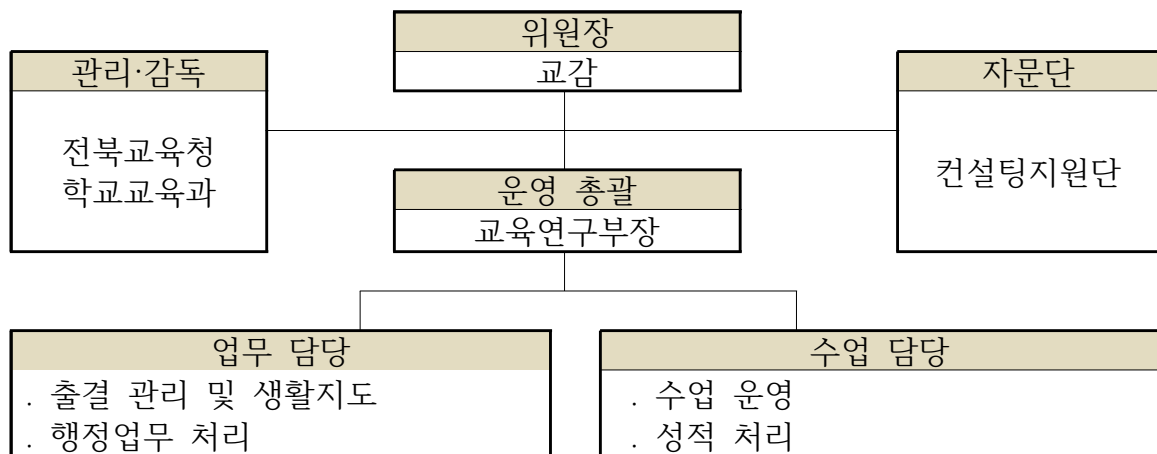 위원장
교감
관리·감독
전북교육청
학교교육과
자문단
컨설팅지원단
운영 총괄
교육연구부장
업무 담당
. 출결 관리 및 생활지도
. 행정업무 처리
수업 담당
. 수업 운영
. 성적 처리